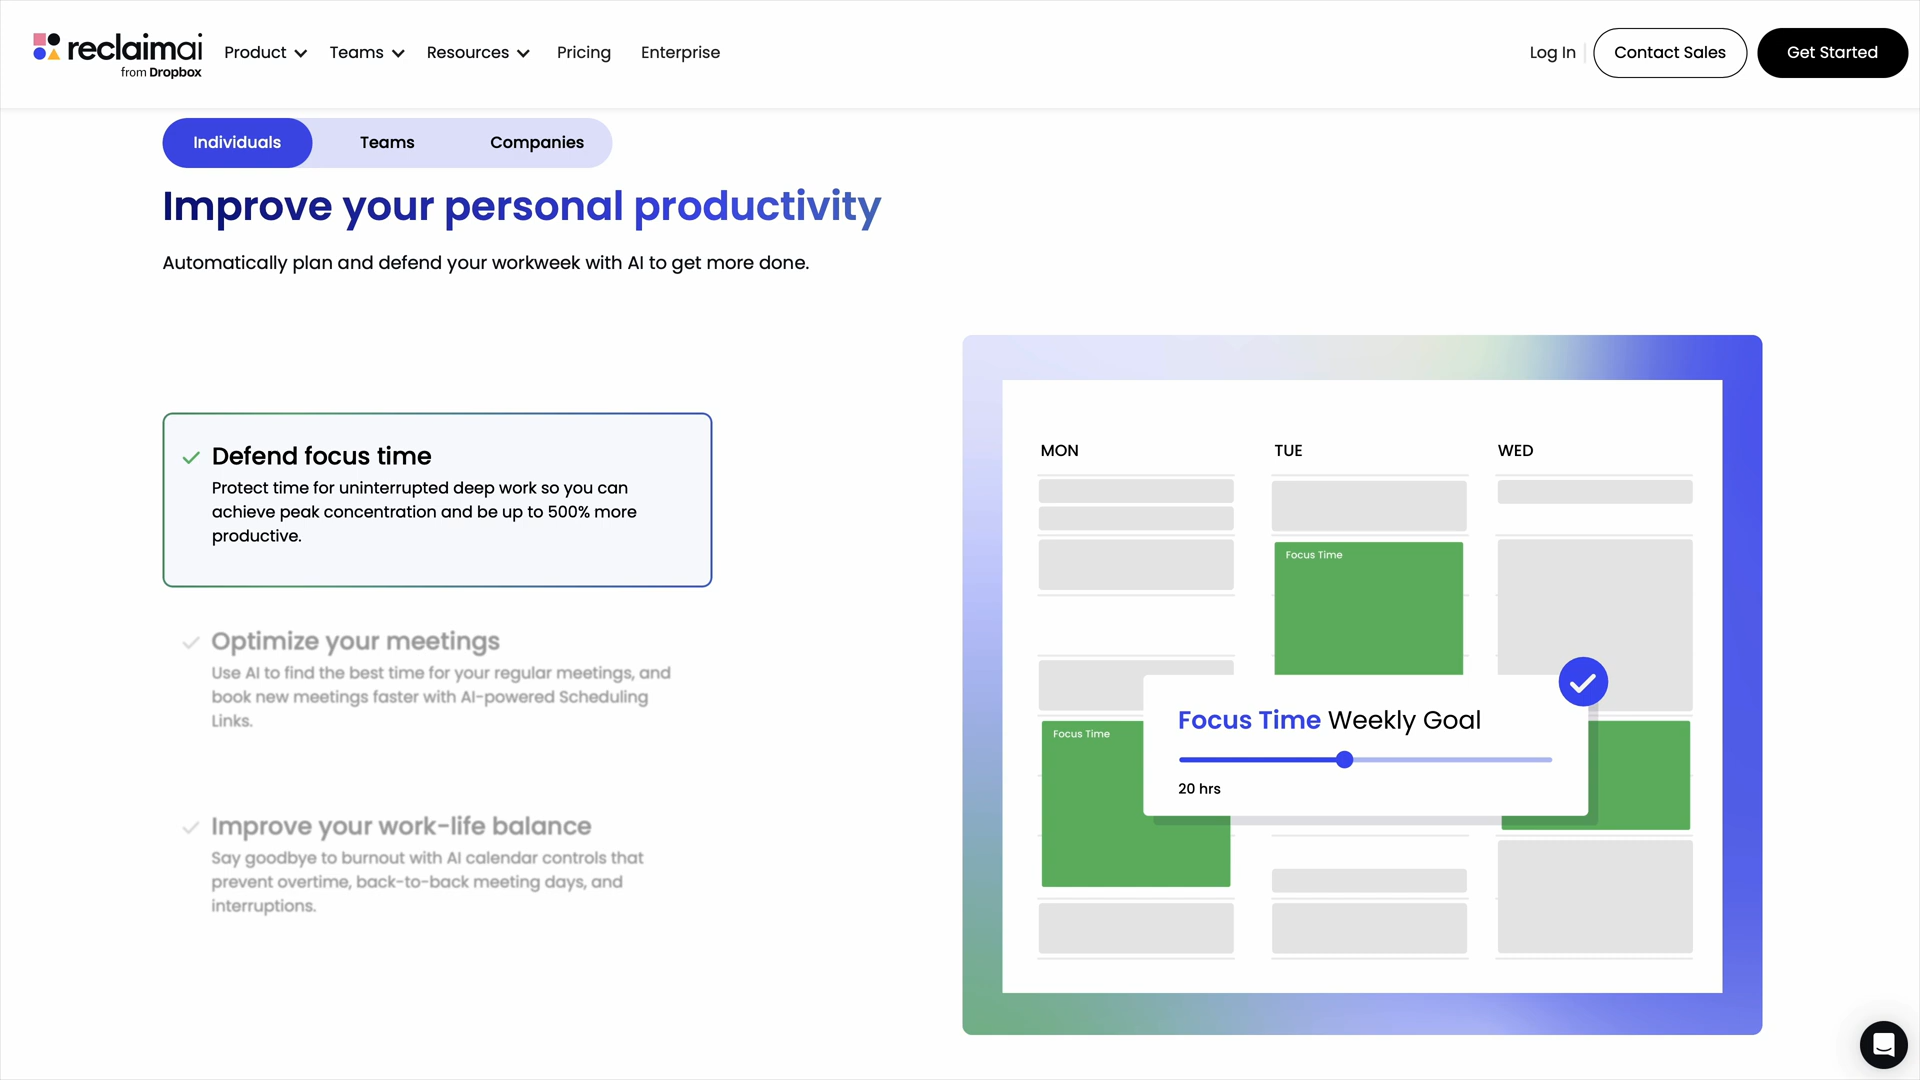 reclaimai
from Dropbox
Product
Teams
Resources
Pricing
Enterprise
Log In
Contact Sales
Get Started
Individuals
Teams
Companies
Improve your personal productivity
Automatically plan and defend your workweek with AI to get more done.
Defend focus time
Protect time for uninterrupted deep work so you can
achieve peak concentration and be up to 500% more
productive.
Optimize your meetings
Use AI to find the best time for your regular meetings, and
book new meetings faster with AI-powered Scheduling
Links.
Improve your work-life balance
Say goodbye to burnout with AI calendar controls that
prevent overtime, back-to-back meeting days, and
interruptions.
MON
TUE
WED
Focus Time
Focus Time
Focus Time Weekly Goal
20 hrs